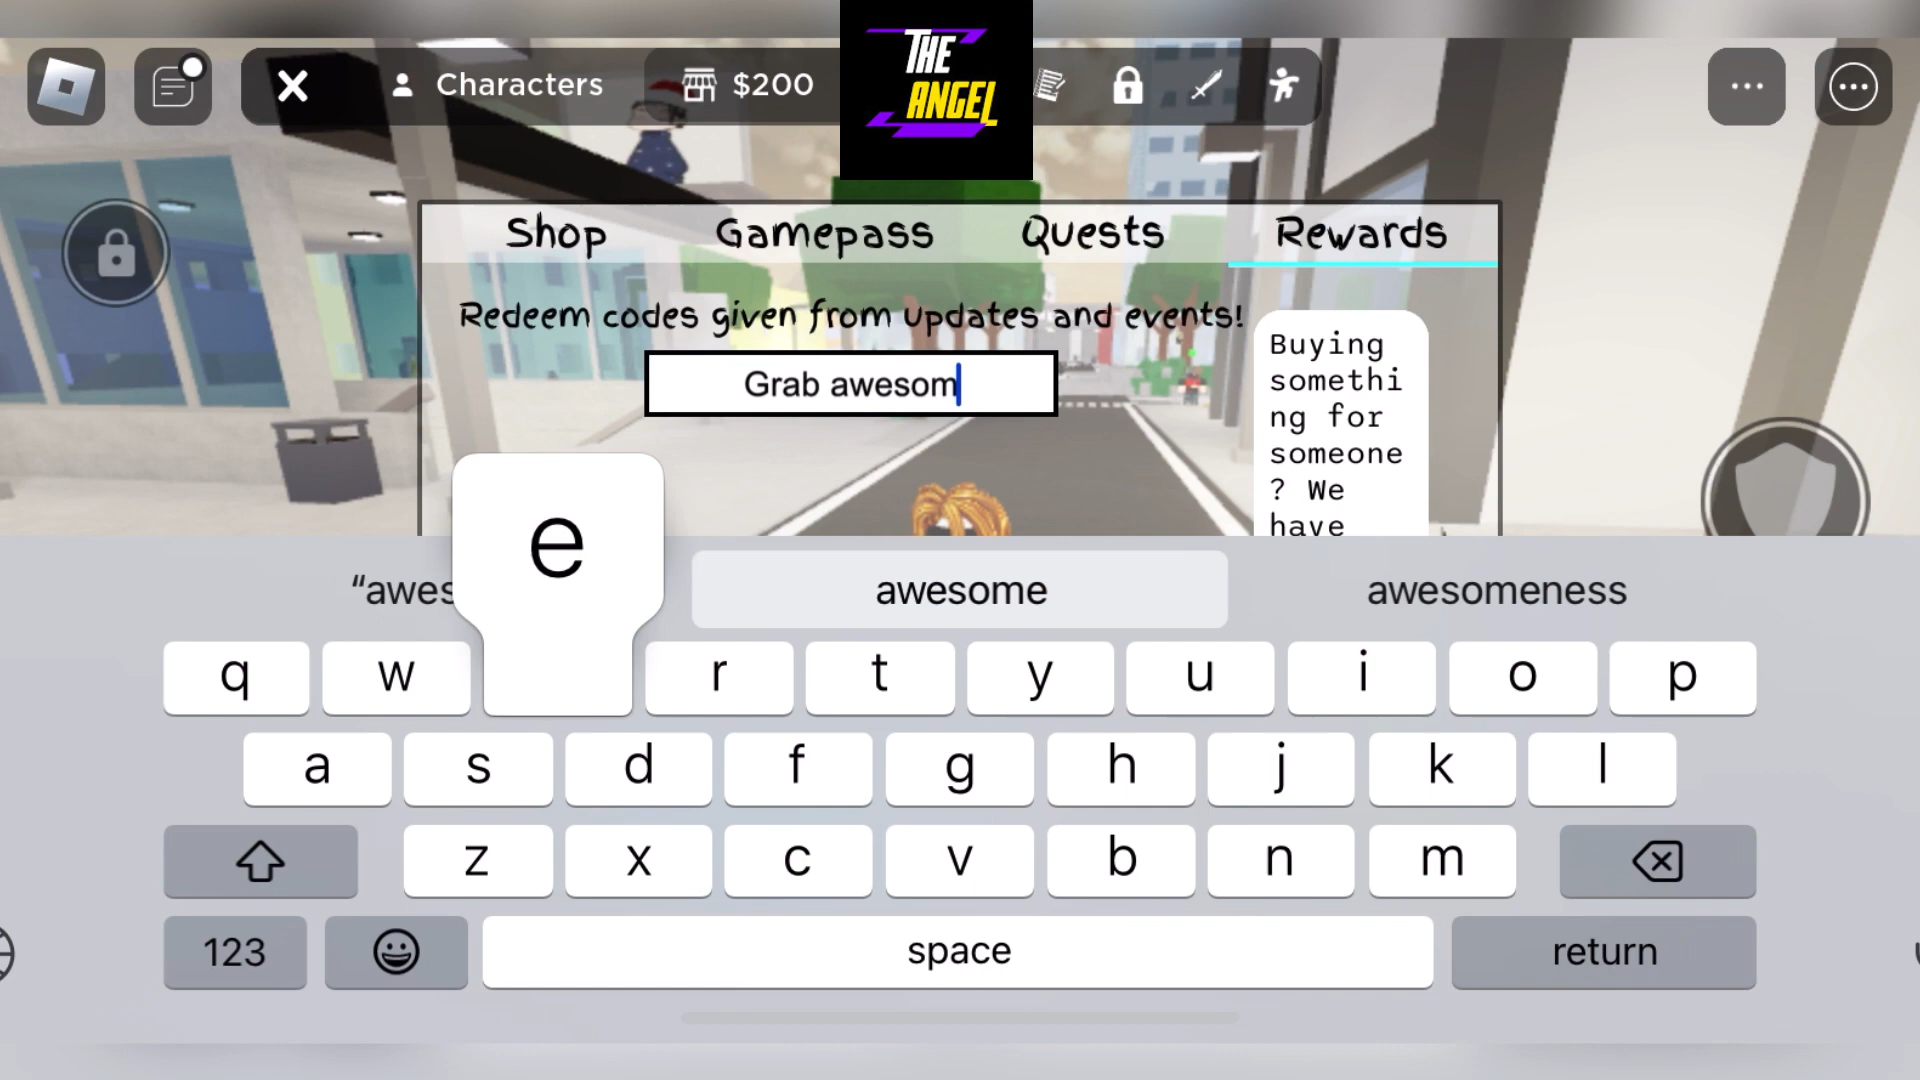 THE
ANGEL
Characters
$200
Shop Gamepass Quests Rewards
Redeem codes given from updates and events!
Grab awesom
Buying
somethi
ng for
someone
? We
have
e
“awes awesome awesomeness
q w r t y u i o p
a s d f g h j k l
z x c v b n m
123 space return